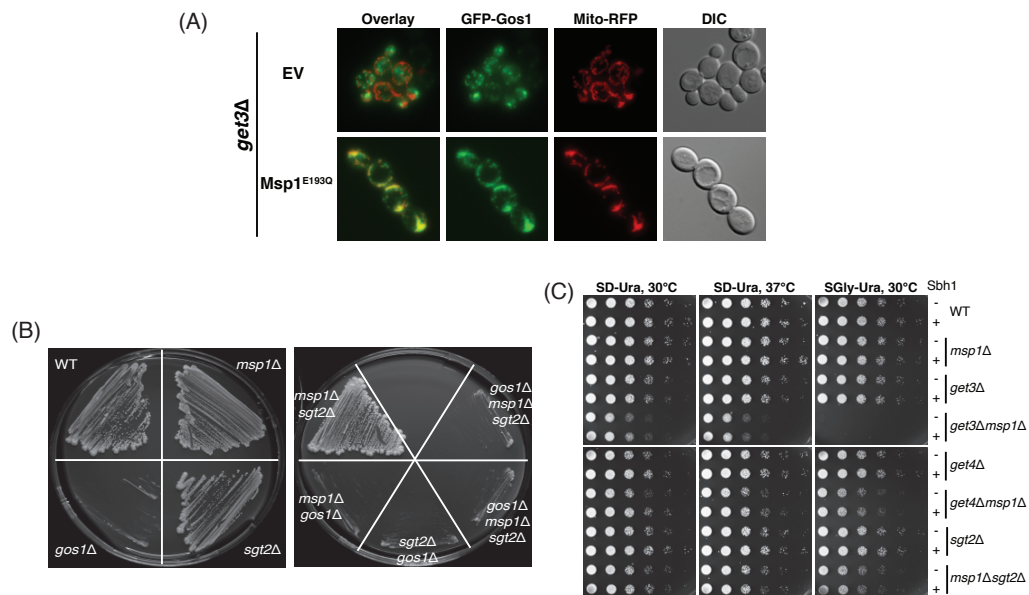 (A)
Overlay GFP-Gos1 Mito-RFP DIC
get3Δ
EV
Msp1E193Q
(B)
WT
msp1Δ
gos1Δ
sgt2Δ
msp1Δ
sgt2Δ
gos1Δ
msp1Δ
sgt2Δ
msp1Δ
gos1Δ
sgt2Δ
gos1Δ
gos1Δ
msp1Δ
sgt2Δ
(C)
SD-Ura, 30°C SD-Ura, 37°C SGly-Ura, 30°C Sbh1
-
WT
+
-
msp1Δ
+
-
get3Δ
+
-
get3Δmsp1Δ
+
-
get4Δ
+
-
get4Δmsp1Δ
+
-
sgt2Δ
+
-
msp1Δsgt2Δ
+